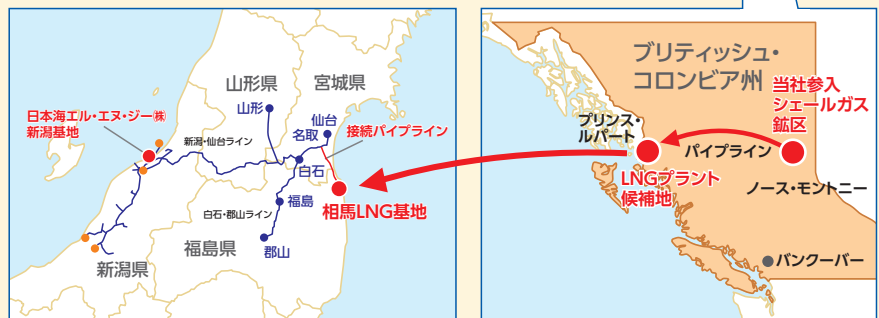 山形県
宮城県
山形
仙台
名取
接続パイプライン
日本海エル・エヌ・ジー㈱
新潟基地
新潟・仙台ライン
白石
相馬LNG基地
白石・郡山ライン
福島
福島県
郡山
新潟県
ブリティッシュ・
コロンビア州
当社参入
シェールガス
鉱区
プリンス・
ルパート
パイプライン
LNGプラント
候補地
ノース・モントニー
バンクーバー